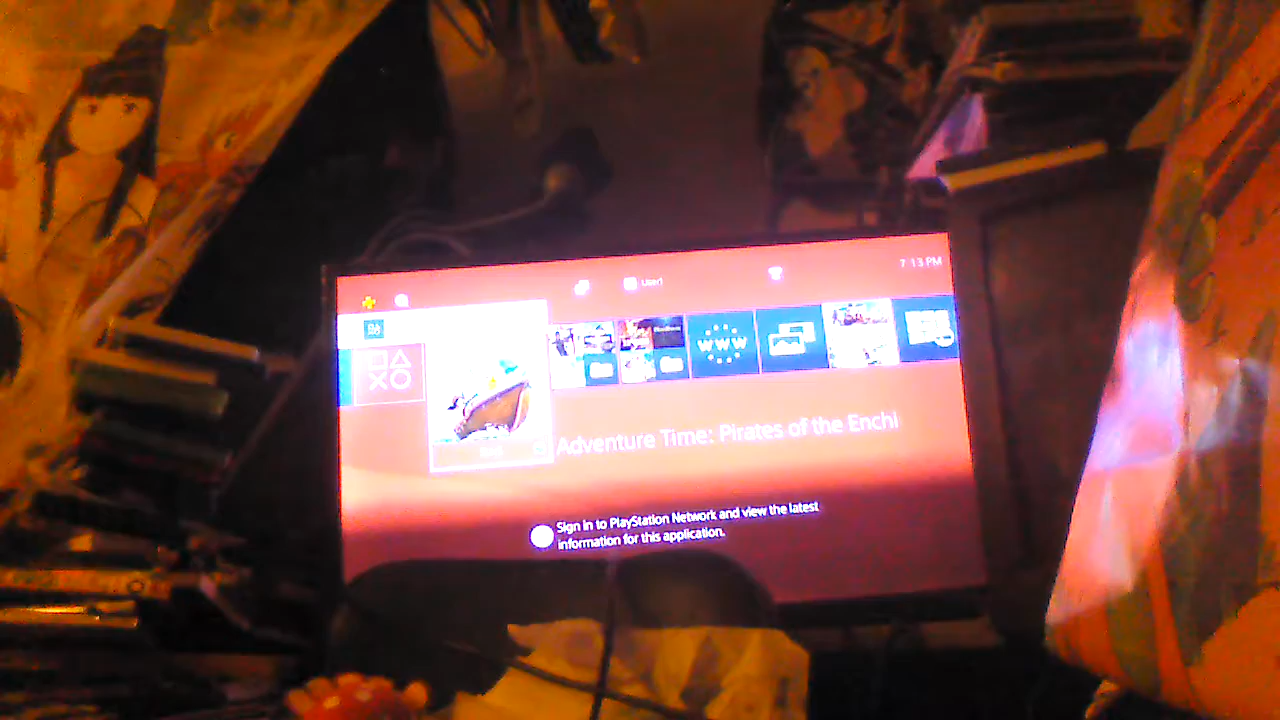 User1
7:13 PM
WWW
Adventure Time: Pirates of the Enchi
Sign in to PlayStation Network and view the latest
information for this application.